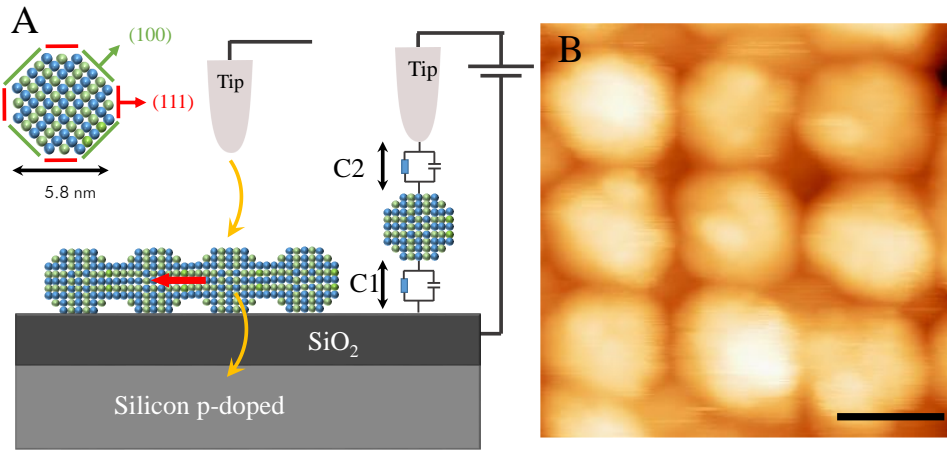 A
(100)
(111)
5.8 nm
Tip
Tip
C2
C1
SiO₂
Silicon p-doped
B